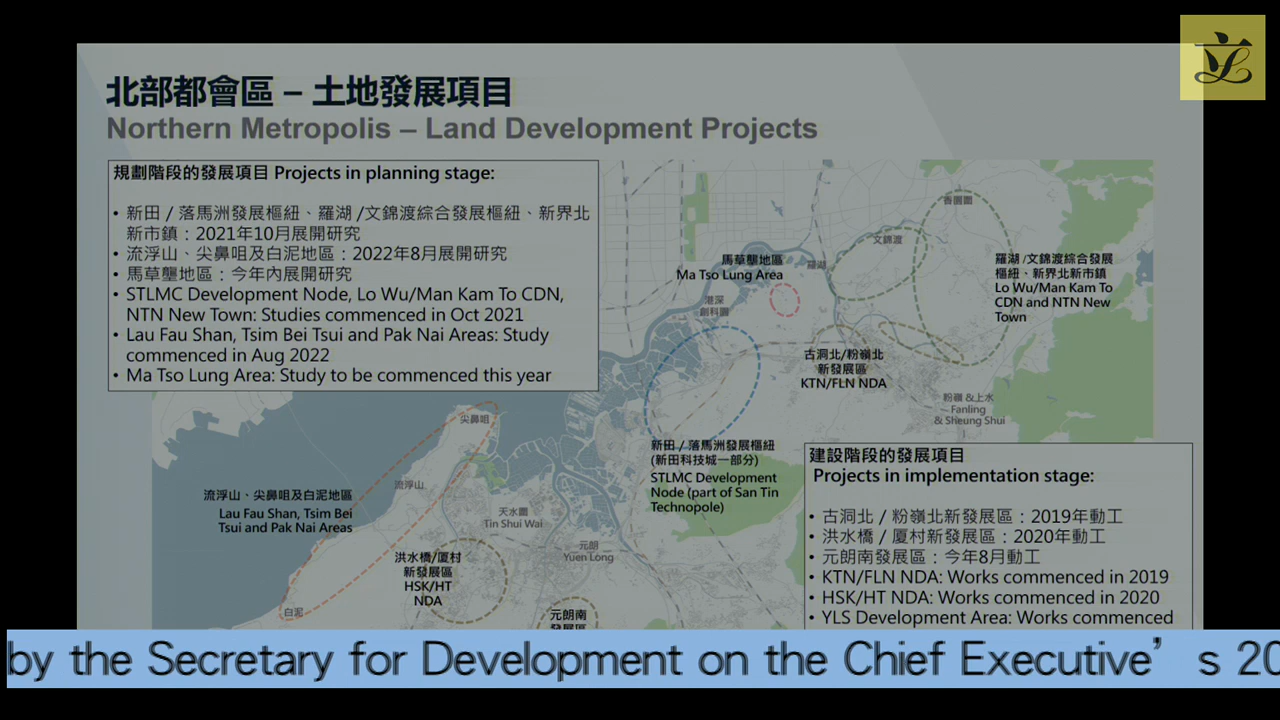 北部都會區 – 土地發展項目
Northern Metropolis – Land Development Projects
規劃階段的發展項目 Projects in planning stage:
• 新田 / 落馬洲發展樞紐、羅湖 /文錦渡綜合發展樞紐、新界北
新市鎮：2021年10月展開研究
• 流浮山、尖鼻咀及白泥地區：2022年8月展開研究
• 馬草壟地區：今年內展開研究
• STLMC Development Node, Lo Wu/Man Kam To CDN,
NTN New Town: Studies commenced in Oct 2021
• Lau Fau Shan, Tsim Bei Tsui and Pak Nai Areas: Study
commenced in Aug 2022
• Ma Tso Lung Area: Study to be commenced this year
香園圍
文錦渡
羅湖
馬草壟地區
Ma Tso Lung Area
港深
創科園
羅湖 /文錦渡綜合發展
樞紐、新界北新市鎮
Lo Wu/Man Kam To
CDN and NTN New
Town
古洞北/粉嶺北
新發展區
KTN/FLN NDA
粉嶺 &上水
Fanling
& Sheung Shui
尖鼻咀
新田 / 落馬洲發展樞紐
(新田科技城一部分)
STLMC Development
Node (part of San Tin
Technopole)
流浮山
流浮山、尖鼻咀及白泥地區
Lau Fau Shan, Tsim Bei
Tsui and Pak Nai Areas
天水圍
Tin Shui Wai
元朗
Yuen Long
洪水橋/厦村
新發展區
HSK/HT
NDA
白泥
元朗南
發展區
建設階段的發展項目
Projects in implementation stage:
• 古洞北 / 粉嶺北新發展區：2019年動工
• 洪水橋 / 厦村新發展區：2020年動工
• 元朗南發展區：今年8月動工
• KTN/FLN NDA: Works commenced in 2019
• HSK/HT NDA: Works commenced in 2020
• YLS Development Area: Works commenced
by the Secretary for Development on the Chief Executive’s 20